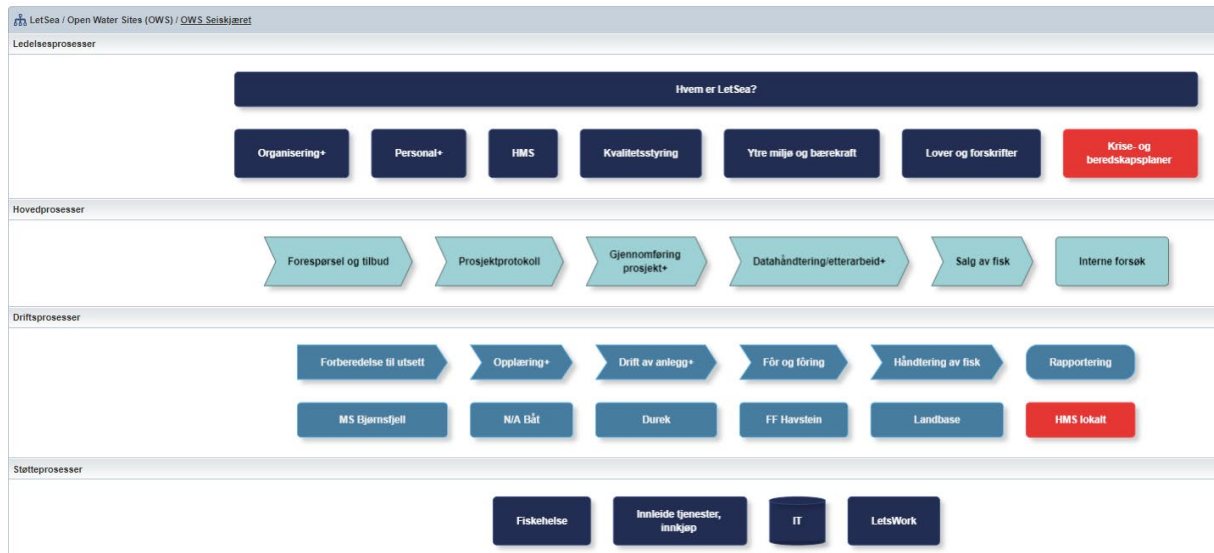 LetSea / Open Water Sites (OWS) / OWS Seiskjæret
Ledelsesprosesser
Hvem er LetSea?
Organisering+
Personal+
HMS
Kvalitetsstyring
Ytre miljø og bærekraft
Lover og forskrifter
Krise- og
beredskapsplaner
Hovedprosesser
Forespørsel og tilbud
Prosjektprotokoll
Gjennomføring
prosjekt+
Datahåndtering/etterarbeid+
Salg av fisk
Interne forsøk
Driftsprosesser
Forberedelse til utsett
Opplæring+
Drift av anlegg+
Fôr og fôring
Håndtering av fisk
Rapportering
MS Bjørnsfjell
N/A Båt
Durek
FF Havstein
Landbase
HMS lokalt
Støtteprosesser
Fiskehelse
Innleide tjenester,
innkjøp
IT
LetsWork